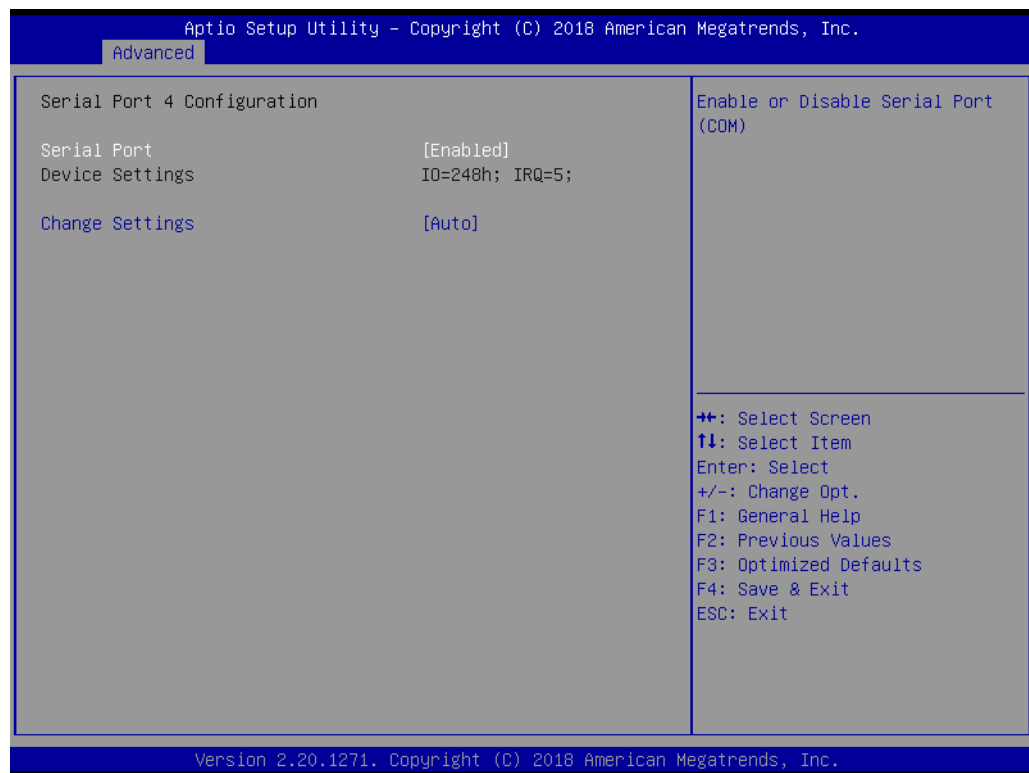 Aptio Setup Utility – Copyright (C) 2018 American Megatrends, Inc.
Advanced
Serial Port 4 Configuration
Serial Port [Enabled]
Device Settings IO=248h; IRQ=5;
Change Settings [Auto]
Enable or Disable Serial Port
(COM)
→←: Select Screen
↑↓: Select Item
Enter: Select
+/-: Change Opt.
F1: General Help
F2: Previous Values
F3: Optimized Defaults
F4: Save & Exit
ESC: Exit
Version 2.20.1271. Copyright (C) 2018 American Megatrends, Inc.